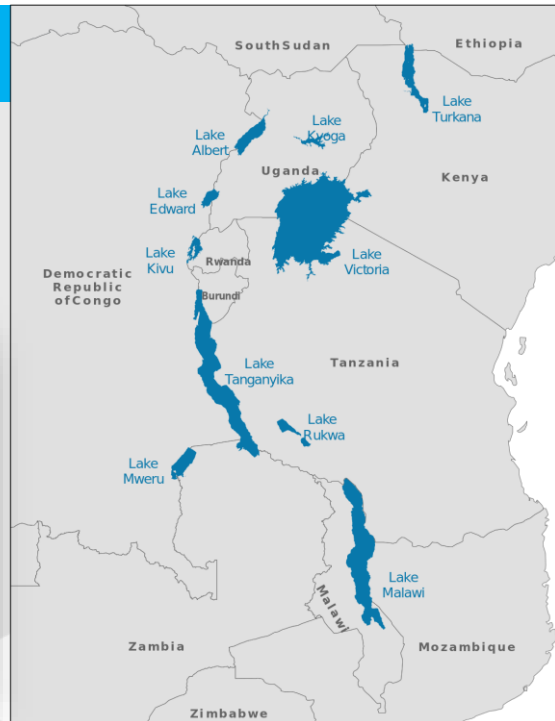 SouthSudan
Ethiopia
Lake
Turkana
Lake
Kyoga
Lake
Albert
Uganda
Kenya
Lake
Edward
Lake
Kivu
Rwanda
Lake
Victoria
Democratic
Republic
ofCongo
Burundi
Lake
Tanganyika
Tanzania
Lake
Rukwa
Lake
Mweru
Lake
Malawi
Malawi
Zambia
Mozambique
Zimbabwe